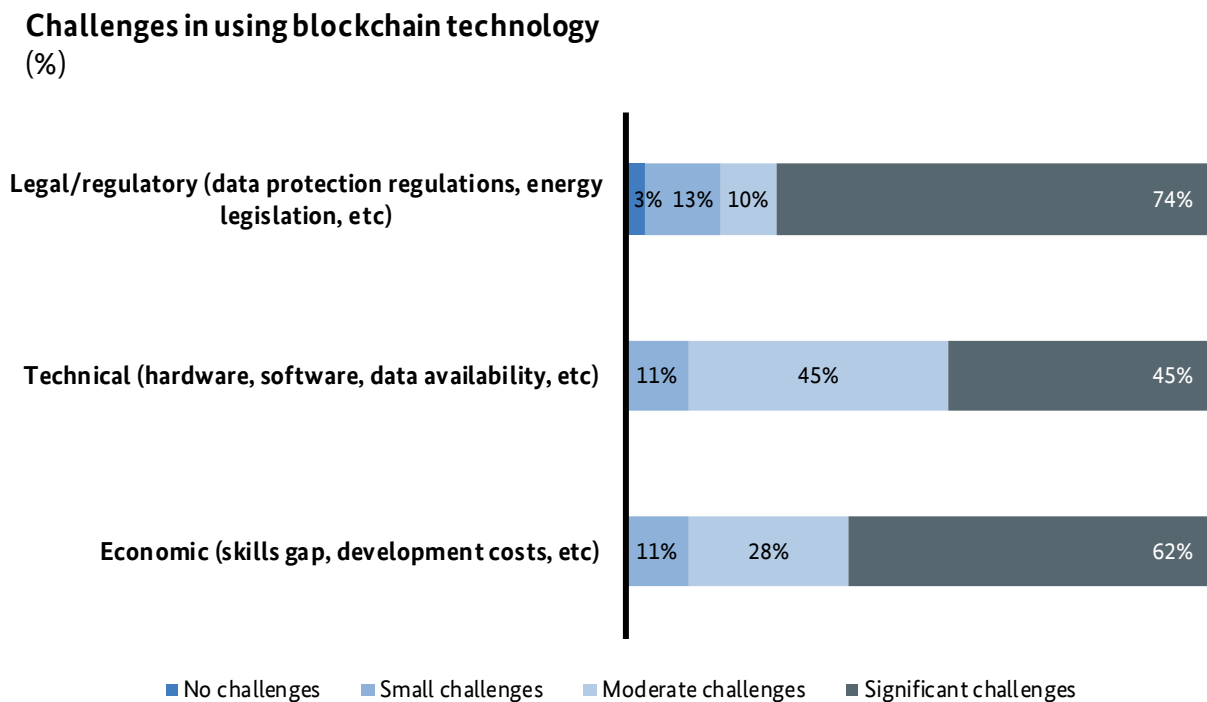 Challenges in using blockchain technology
(%)
Legal/regulatory (data protection regulations, energy
legislation, etc)
3% 13% 10% 74%
Technical (hardware, software, data availability, etc)
11% 45% 45%
Economic (skills gap, development costs, etc)
11% 28% 62%
No challenges Small challenges Moderate challenges Significant challenges